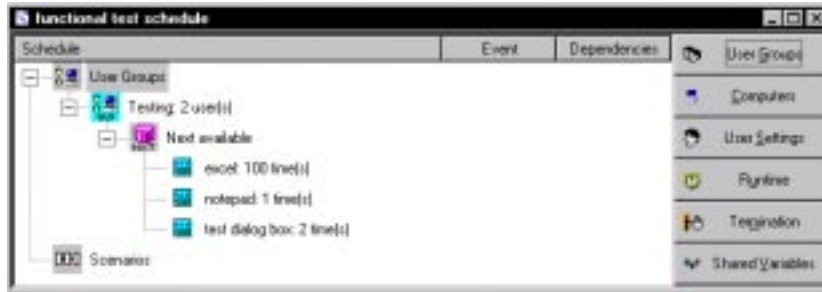 functional test schedule
Schedule Event Dependencies
User Groups
Testing: 2 user(s)
Next available
excel: 100 time(s)
notepad: 1 time(s)
test dialog box: 2 time(s)
Scenarios
User Groups
Computers
User Settings
Runtime
Termination
Shared Variables